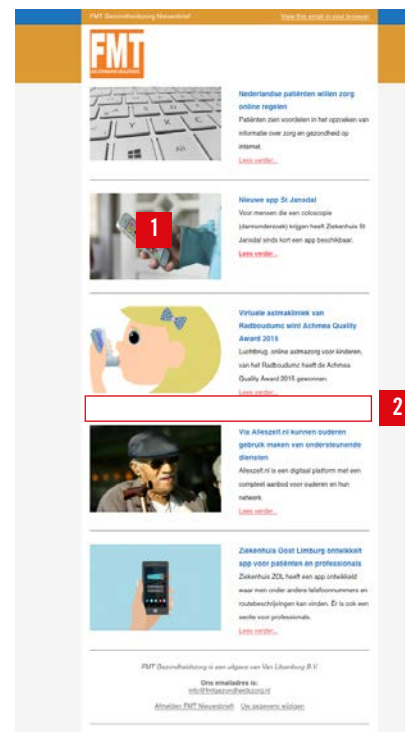 FMT Gezondheidszorg Nieuwsbrief
View this email in your browser
FMT
GEZONDHEIDSZORG
Nederlandse patiënten willen zorg
online regelen
Patiënten zien voordelen in het opzoeken van
informatie over zorg en gezondheid op
internet.
Lees verder...
1
Nieuwe app St Jansdal
Voor mensen die een coloscopie
(darmonderzoek) krijgen heeft Ziekenhuis St
Jansdal sinds kort een app beschikbaar.
Lees verder...
Virtuele astmakliniek van
Radboudumc wint Achmea Quality
Award 2015
Luchtbrug, online astmazorg voor kinderen,
van het Radboudumc heeft de Achmea
Quality Award 2015 gewonnen.
Lees verder...
2
Via Alleszelf.nl kunnen ouderen
gebruik maken van ondersteunende
diensten
Alleszelf.nl is een digitaal platform met een
compleet aanbod voor ouderen en hun
netwerk.
Lees verder...
Ziekenhuis Oost Limburg ontwikkelt
app voor patiënten en professionals
Ziekenhuis ZOL heeft een app ontwikkeld
waar men onder andere telefoonnummers en
routebeschrijvingen kan vinden. Er is ook een
sectie voor professionals.
Lees verder...
FMT Gezondheidszorg is een uitgave van Van Litsenburg B.V.
Ons emailadres is:
info@fmtgezondheidszorg.nl
Afmelden FMT Nieuwsbrief Uw gegevens wijzigen